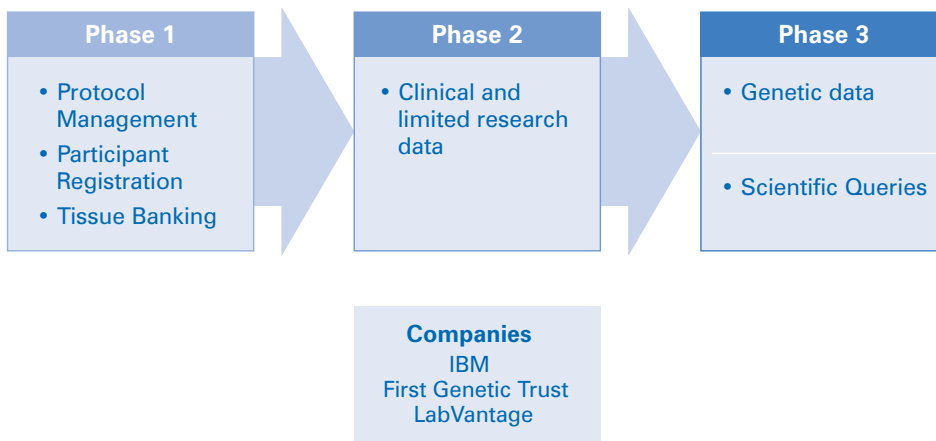 Phase 1
• Protocol
Management
• Participant
Registration
• Tissue Banking
Phase 2
• Clinical and
limited research
data
Phase 3
• Genetic data
• Scientific Queries
Companies
IBM
First Genetic Trust
LabVantage